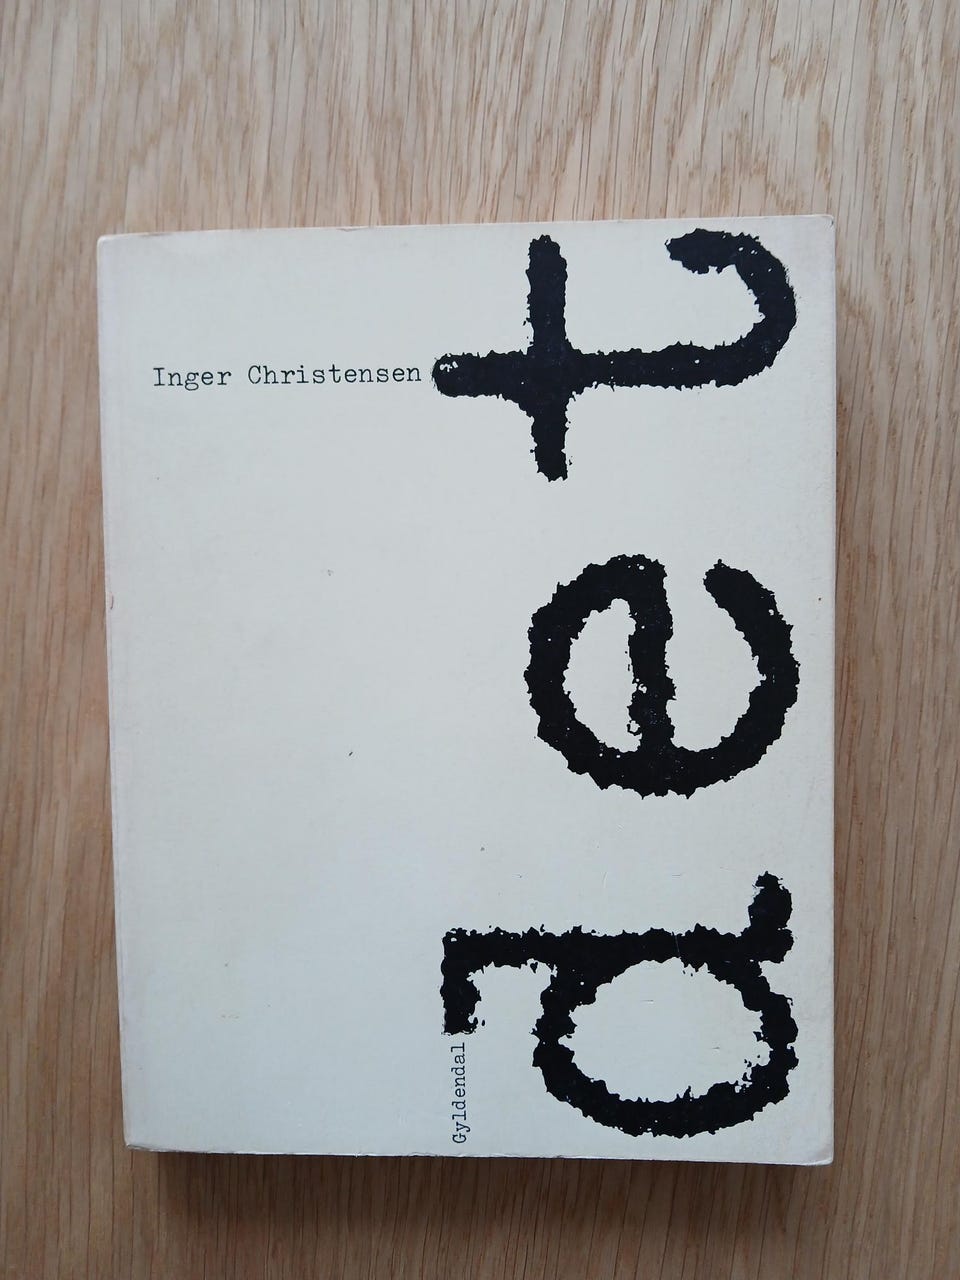 Inger Christensen
det
Gyldendal